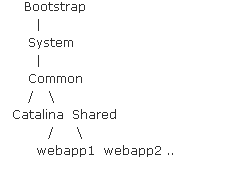 Bootstrap
|
System
|
Common
/ \
Catalina Shared
/ \
webapp1 webapp2 ..